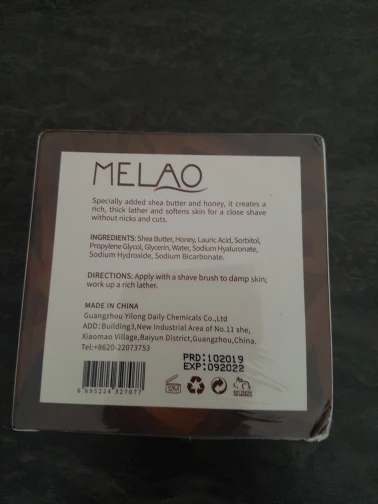 MELAO
Specially added shea butter and honey, it creates a
rich, thick lather and softens skin for a close shave
without nicks and cuts.
INGREDIENTS: Shea Butter, Honey, Lauric Acid, Sorbitol,
Propylene Glycol, Glycerin, Water, Sodium Hyaluronate,
Sodium Hydroxide, Sodium Bicarbonate.
DIRECTIONS: Apply with a shave brush to damp skin;
work up a rich lather.
MADE IN CHINA
Guangzhou Yilong Daily Chemicals Co.,Ltd
ADD:Building3,New Industrial Area of No.11 she,
Xiaomao Village,Baiyun District,Guangzhou,China.
Tel:+8620-22073753
PRD:102019
EXP:092022
12M
6 895224 327077